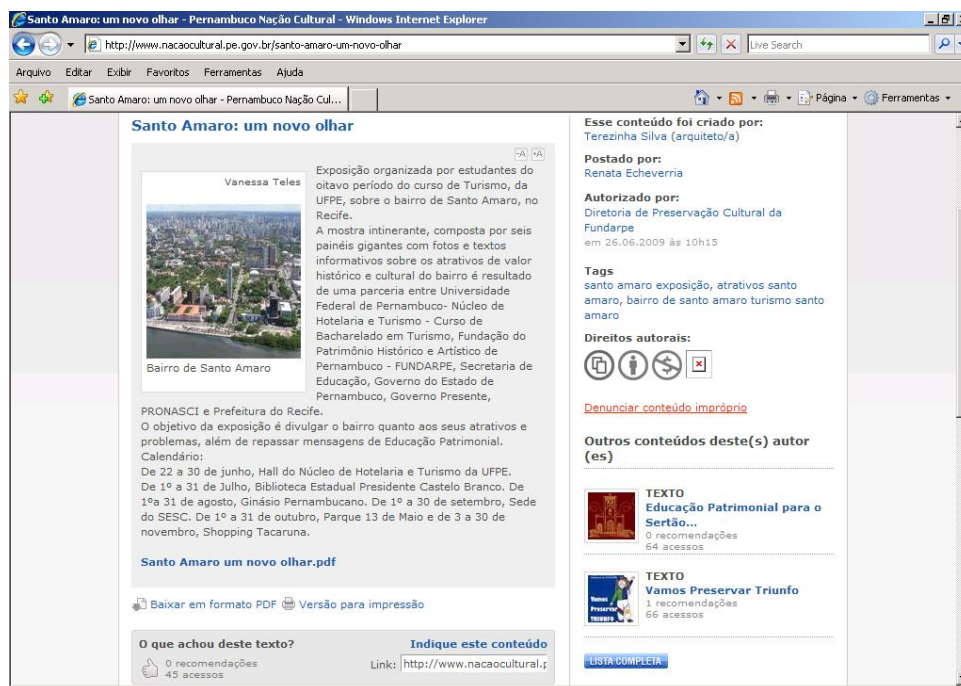 Santo Amaro: um novo olhar - Pernambuco Nação Cultural - Windows Internet Explorer
http://www.nacaocultural.pe.gov.br/santo-amaro-um-novo-olhar
Live Search
Arquivo Editar Exibir Favoritos Ferramentas Ajuda
Santo Amaro: um novo olhar - Pernambuco Nação Cul...
Página Ferramentas
Santo Amaro: um novo olhar
-A +A
Vanessa Teles
Bairro de Santo Amaro
Exposição organizada por estudantes do
oitavo período do curso de Turismo, da
UFPE, sobre o bairro de Santo Amaro, no
Recife.
A mostra intinerante, composta por seis
painéis gigantes com fotos e textos
informativos sobre os atrativos de valor
histórico e cultural do bairro é resultado
de uma parceria entre Universidade
Federal de Pernambuco- Núcleo de
Hotelaria e Turismo - Curso de
Bacharelado em Turismo, Fundação do
Patrimônio Histórico e Artístico de
Pernambuco - FUNDARPE, Secretaria de
Educação, Governo do Estado de
Pernambuco, Governo Presente,
PRONASCI e Prefeitura do Recife.
O objetivo da exposição é divulgar o bairro quanto aos seus atrativos e
problemas, além de repassar mensagens de Educação Patrimonial.
Calendário:
De 22 a 30 de junho, Hall do Núcleo de Hotelaria e Turismo da UFPE.
De 1º a 31 de Julho, Biblioteca Estadual Presidente Castelo Branco. De
1ºa 31 de agosto, Ginásio Pernambucano. De 1º a 30 de setembro, Sede
do SESC. De 1º a 31 de outubro, Parque 13 de Maio e de 3 a 30 de
novembro, Shopping Tacaruna.
Santo Amaro um novo olhar.pdf
Baixar em formato PDF Versão para impressão
O que achou deste texto?
0 recomendações
45 acessos
Indique este conteúdo
Link: http://www.nacaocultural.p
Esse conteúdo foi criado por:
Terezinha Silva (arquiteto/a)
Postado por:
Renata Echeverria
Autorizado por:
Diretoria de Preservação Cultural da
Fundarpe
em 26.06.2009 às 10h15
Tags
santo amaro exposição, atrativos santo
amaro, bairro de santo amaro turismo santo
amaro
Direitos autorais:
Denunciar conteúdo impróprio
Outros conteúdos deste(s) autor
(es)
TEXTO
Educação Patrimonial para o
Sertão...
0 recomendações
64 acessos
Vamos
Preservar
TRIUNFO
TEXTO
Vamos Preservar Triunfo
1 recomendações
66 acessos
LISTA COMPLETA